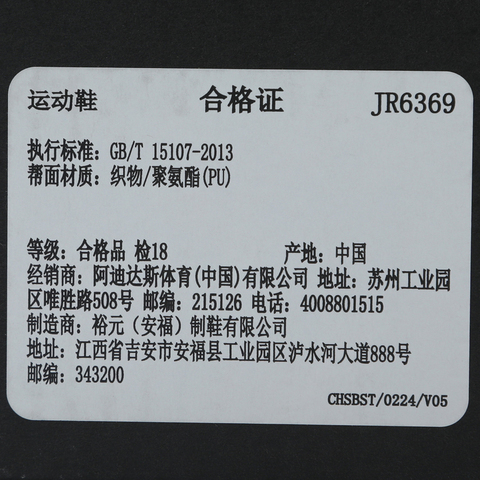 运动鞋 合格证 JR6369
执行标准：GB/T 15107-2013
帮面材质：织物/聚氨酯(PU)
等级：合格品 检18 产地：中国
经销商：阿迪达斯体育(中国)有限公司 地址：苏州工业园
区唯胜路508号 邮编：215126 电话：4008801515
制造商：裕元（安福）制鞋有限公司
地址：江西省吉安市安福县工业园区泸水河大道888号
邮编：343200
CHSBST/0224/V05